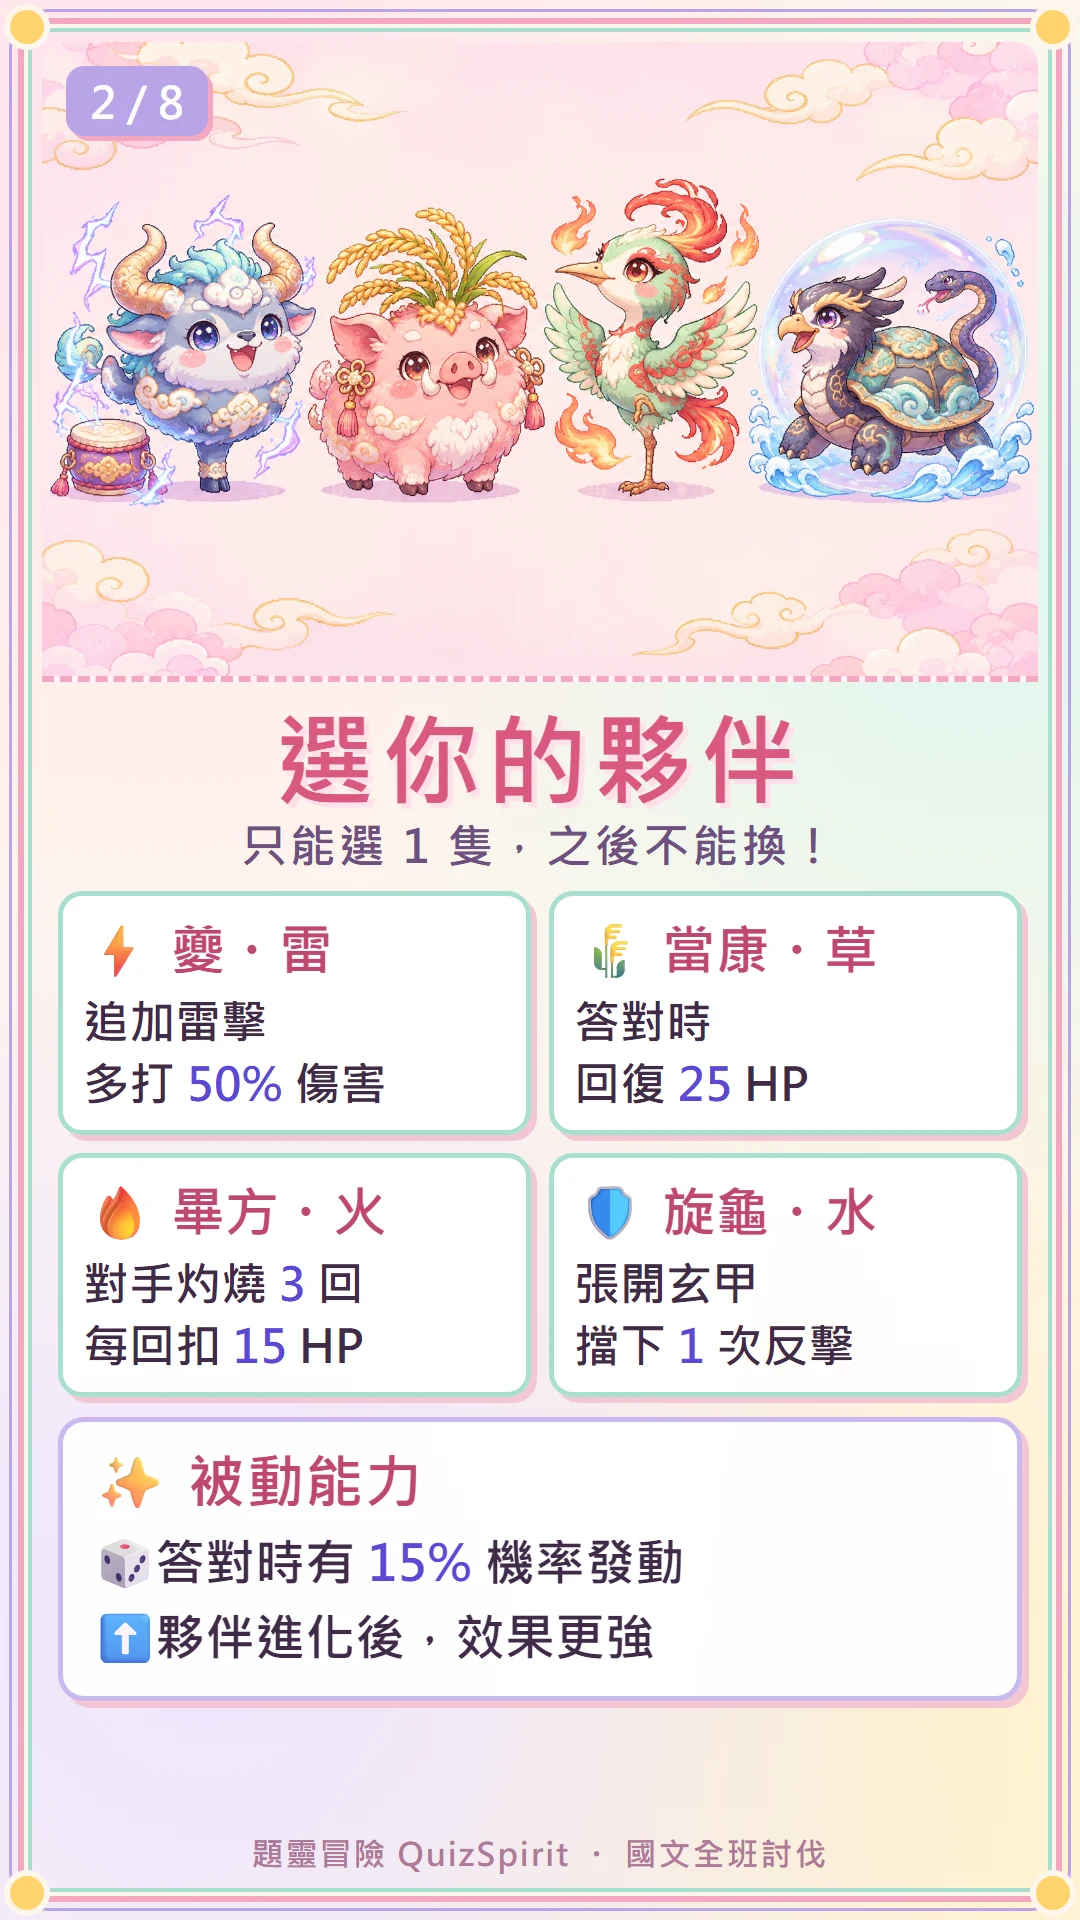 2/8
選你的夥伴
只能選 1 隻，之後不能換！
夔·雷
追加雷擊
多打 50% 傷害
當康·草
答對時
回復 25 HP
畢方·火
對手灼燒 3 回
每回扣 15 HP
旋龜·水
張開玄甲
擋下 1 次反擊
被動能力
答對時有 15% 機率發動
夥伴進化後，效果更強
題靈冒險 QuizSpirit · 國文全班討伐